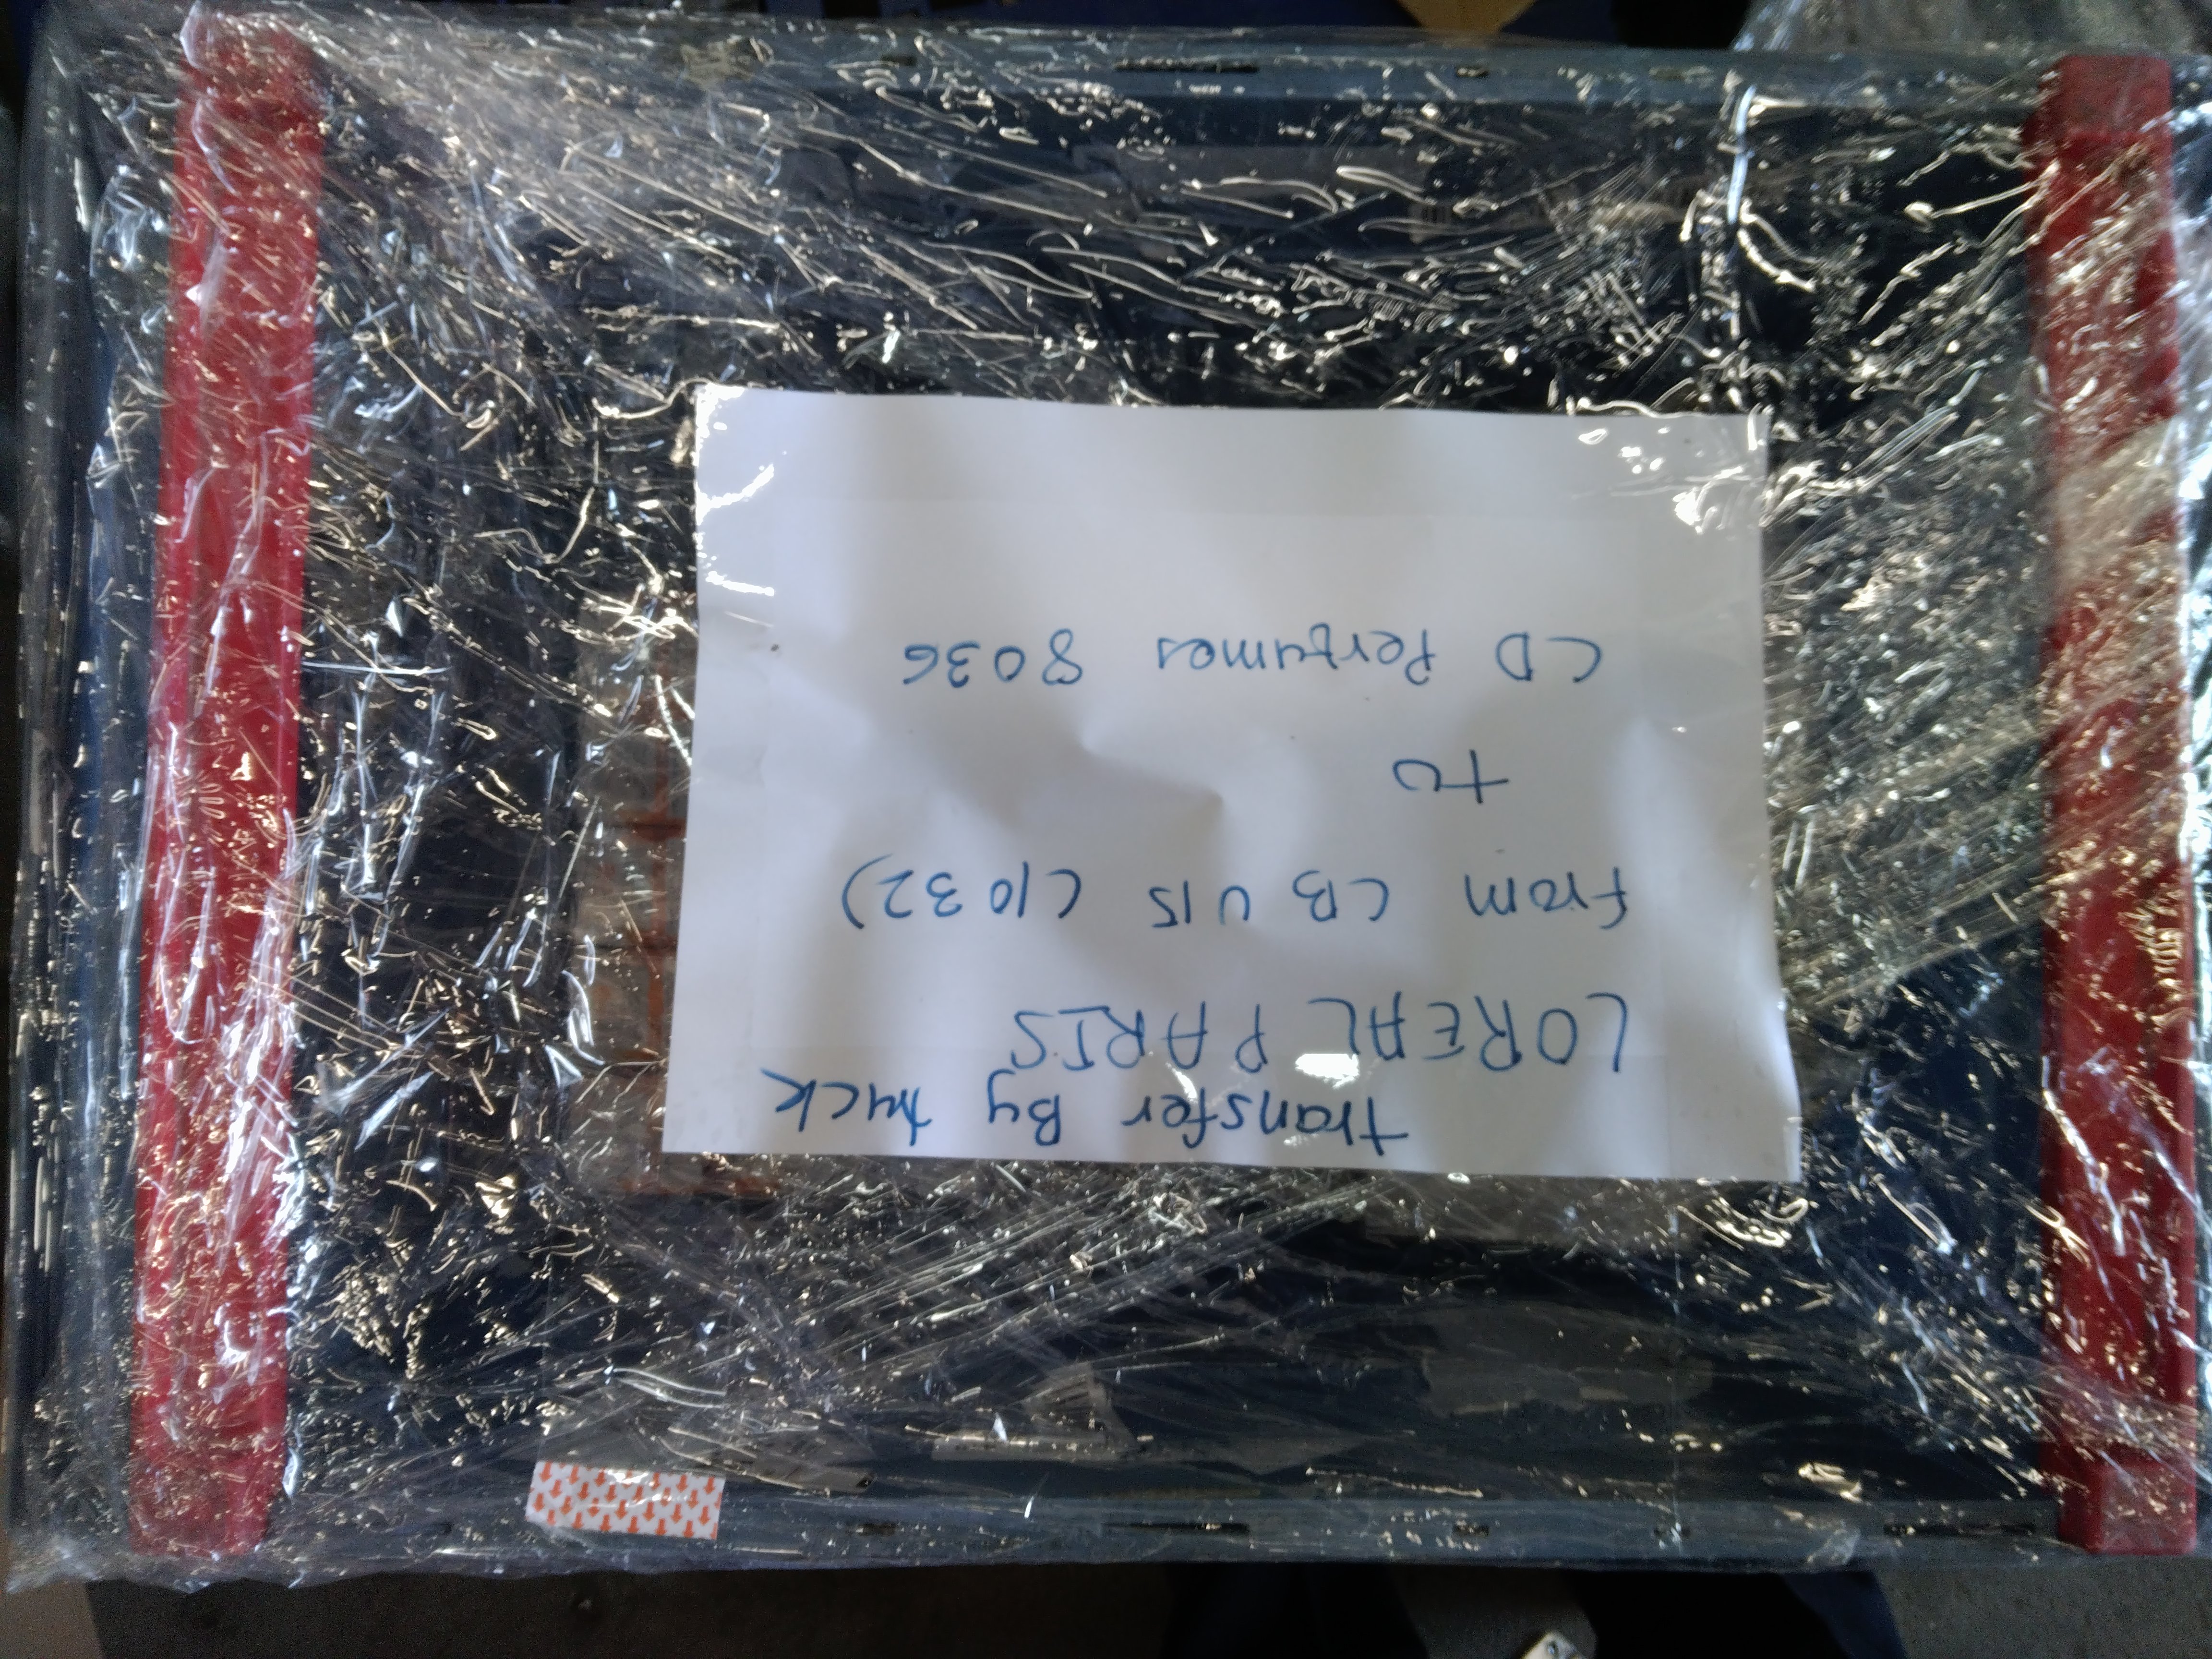 Transfer By truck
LOREAL PARIS
from CB U15 (1032)
to
CD Perfumes 8036